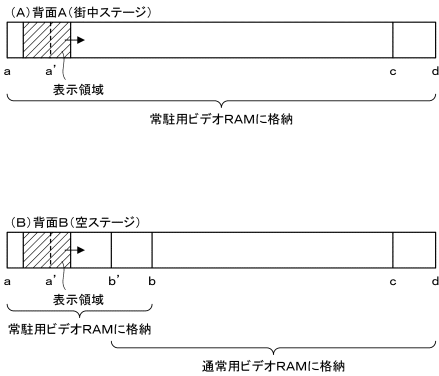 (A)背面A(街中ステージ)
a a’ c d
表示領域
常駐用ビデオRAMに格納
(B)背面B(空ステージ)
a a’ b’ b c d
表示領域
常駐用ビデオRAMに格納
通常用ビデオRAMに格納